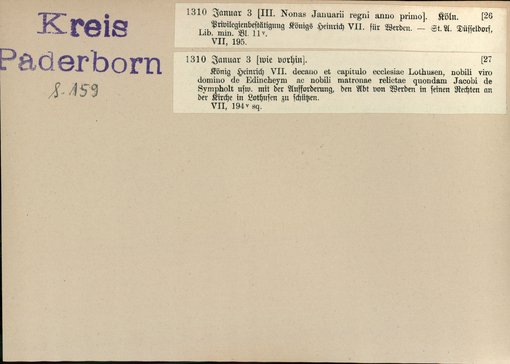 Kreis
Paderborn
S. 159
1310 Januar 3 [III. Nonas Januarii regni anno primo]. Köln. [26
Privilegienbestätigung Königs Heinrich VII. für Werden. — St. A. Düsseldorf,
Lib. min. Bl. 11v.
VII, 195.
1310 Januar 3 [wie vorhin]. [27
König Heinrich VII. decano et capitulo ecclesiae Lothusen, nobili viro
domino de Edincheym ac nobili matronae relictae quondam Jacobi de
Sympholt usw. mit der Aufforderung, den Abt von Werden in seinen Rechten an
der Kirche in Lothusen zu schützen.
VII, 194v sq.